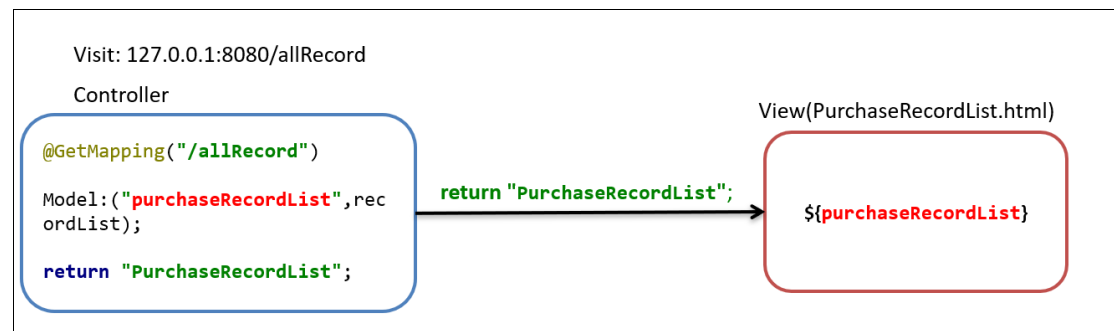 Visit: 127.0.0.1:8080/allRecord
Controller
View(PurchaseRecordList.html)
@GetMapping("/allRecord")
Model:("purchaseRecordList",rec
ordList);
return "PurchaseRecordList";
return "PurchaseRecordList";
${purchaseRecordList}